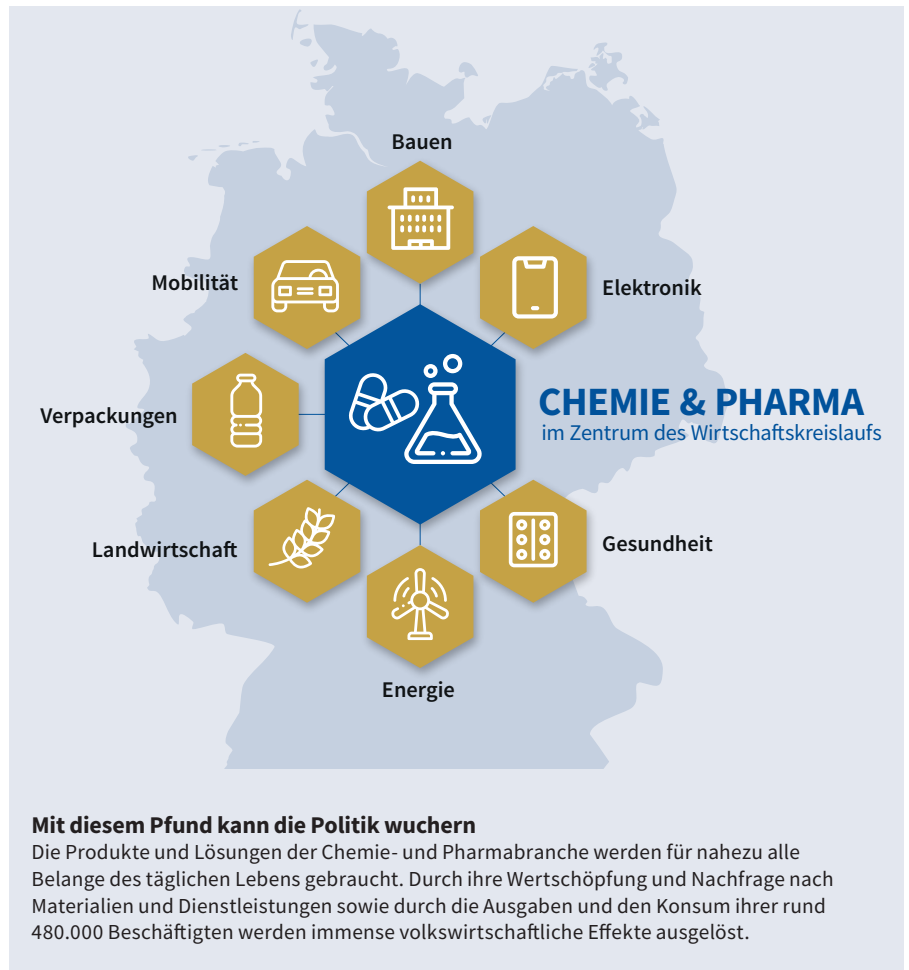 Bauen
Mobilität
Elektronik
Verpackungen
CHEMIE & PHARMA
im Zentrum des Wirtschaftskreislaufs
Landwirtschaft
Gesundheit
Energie
Mit diesem Pfund kann die Politik wuchern
Die Produkte und Lösungen der Chemie- und Pharmabranche werden für nahezu alle
Belange des täglichen Lebens gebraucht. Durch ihre Wertschöpfung und Nachfrage nach
Materialien und Dienstleistungen sowie durch die Ausgaben und den Konsum ihrer rund
480.000 Beschäftigten werden immense volkswirtschaftliche Effekte ausgelöst.